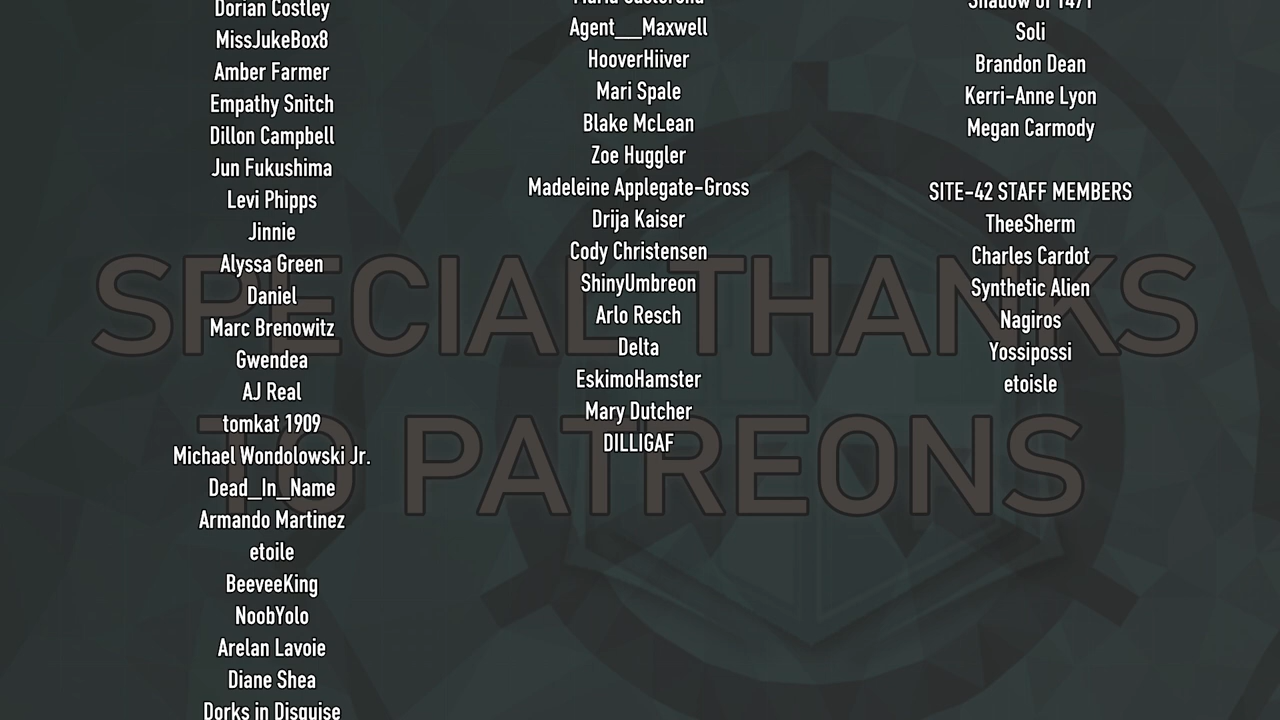 Dorian Costley
MissJukeBox8
Amber Farmer
Empathy Snitch
Dillon Campbell
Jun Fukushima
Levi Phipps
Jinnie
Alyssa Green
Daniel
Marc Brenowitz
Gwendea
AJ Real
tomkat 1909
Michael Wondolowski Jr.
Dead_In_Name
Armando Martinez
etoile
BeeveeKing
NoobYolo
Arelan Lavoie
Diane Shea
Dorks in Disguise
Agent__Maxwell
HooverHiiver
Mari Spale
Blake McLean
Zoe Huggler
Madeleine Applegate-Gross
Drija Kaiser
Cody Christensen
ShinyUmbreon
Arlo Resch
Delta
EskimoHamster
Mary Dutcher
DILLIGAF
Shadow of 1471
Soli
Brandon Dean
Kerri-Anne Lyon
Megan Carmody
SITE-42 STAFF MEMBERS
TheeSherm
Charles Cardot
Synthetic Alien
Nagiros
Yossipossi
etoisle
SPECIAL THANKS
TO PATREONS